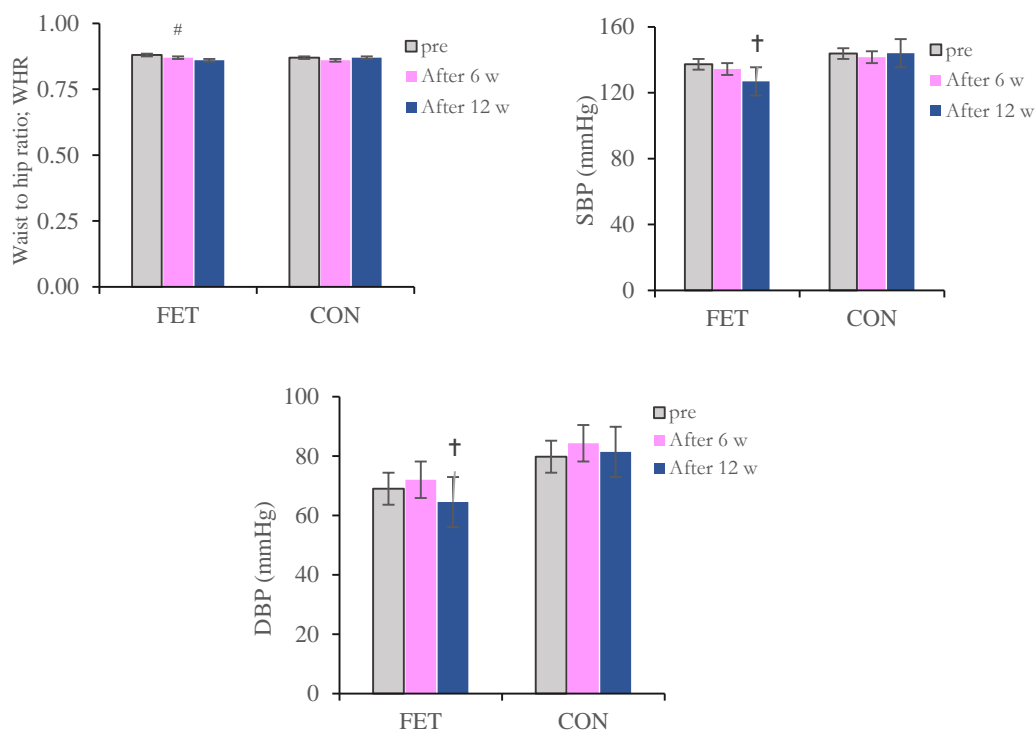 Waist to hip ratio; WHR
1.00
0.75
0.50
0.25
0.00
#
FET
CON
pre
After 6 w
After 12 w
SBP (mmHg)
160
120
80
40
0
†
FET
CON
pre
After 6 w
After 12 w
DBP (mmHg)
100
80
60
40
20
0
†
FET
CON
pre
After 6 w
After 12 w